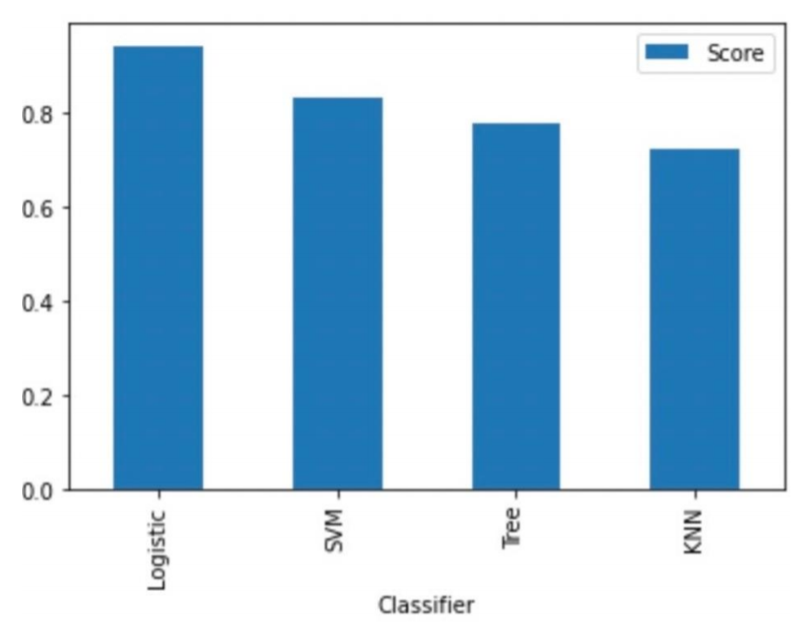 Score
0.8
0.6
0.4
0.2
0.0
Logistic
SVM
Tree
KNN
Classifier